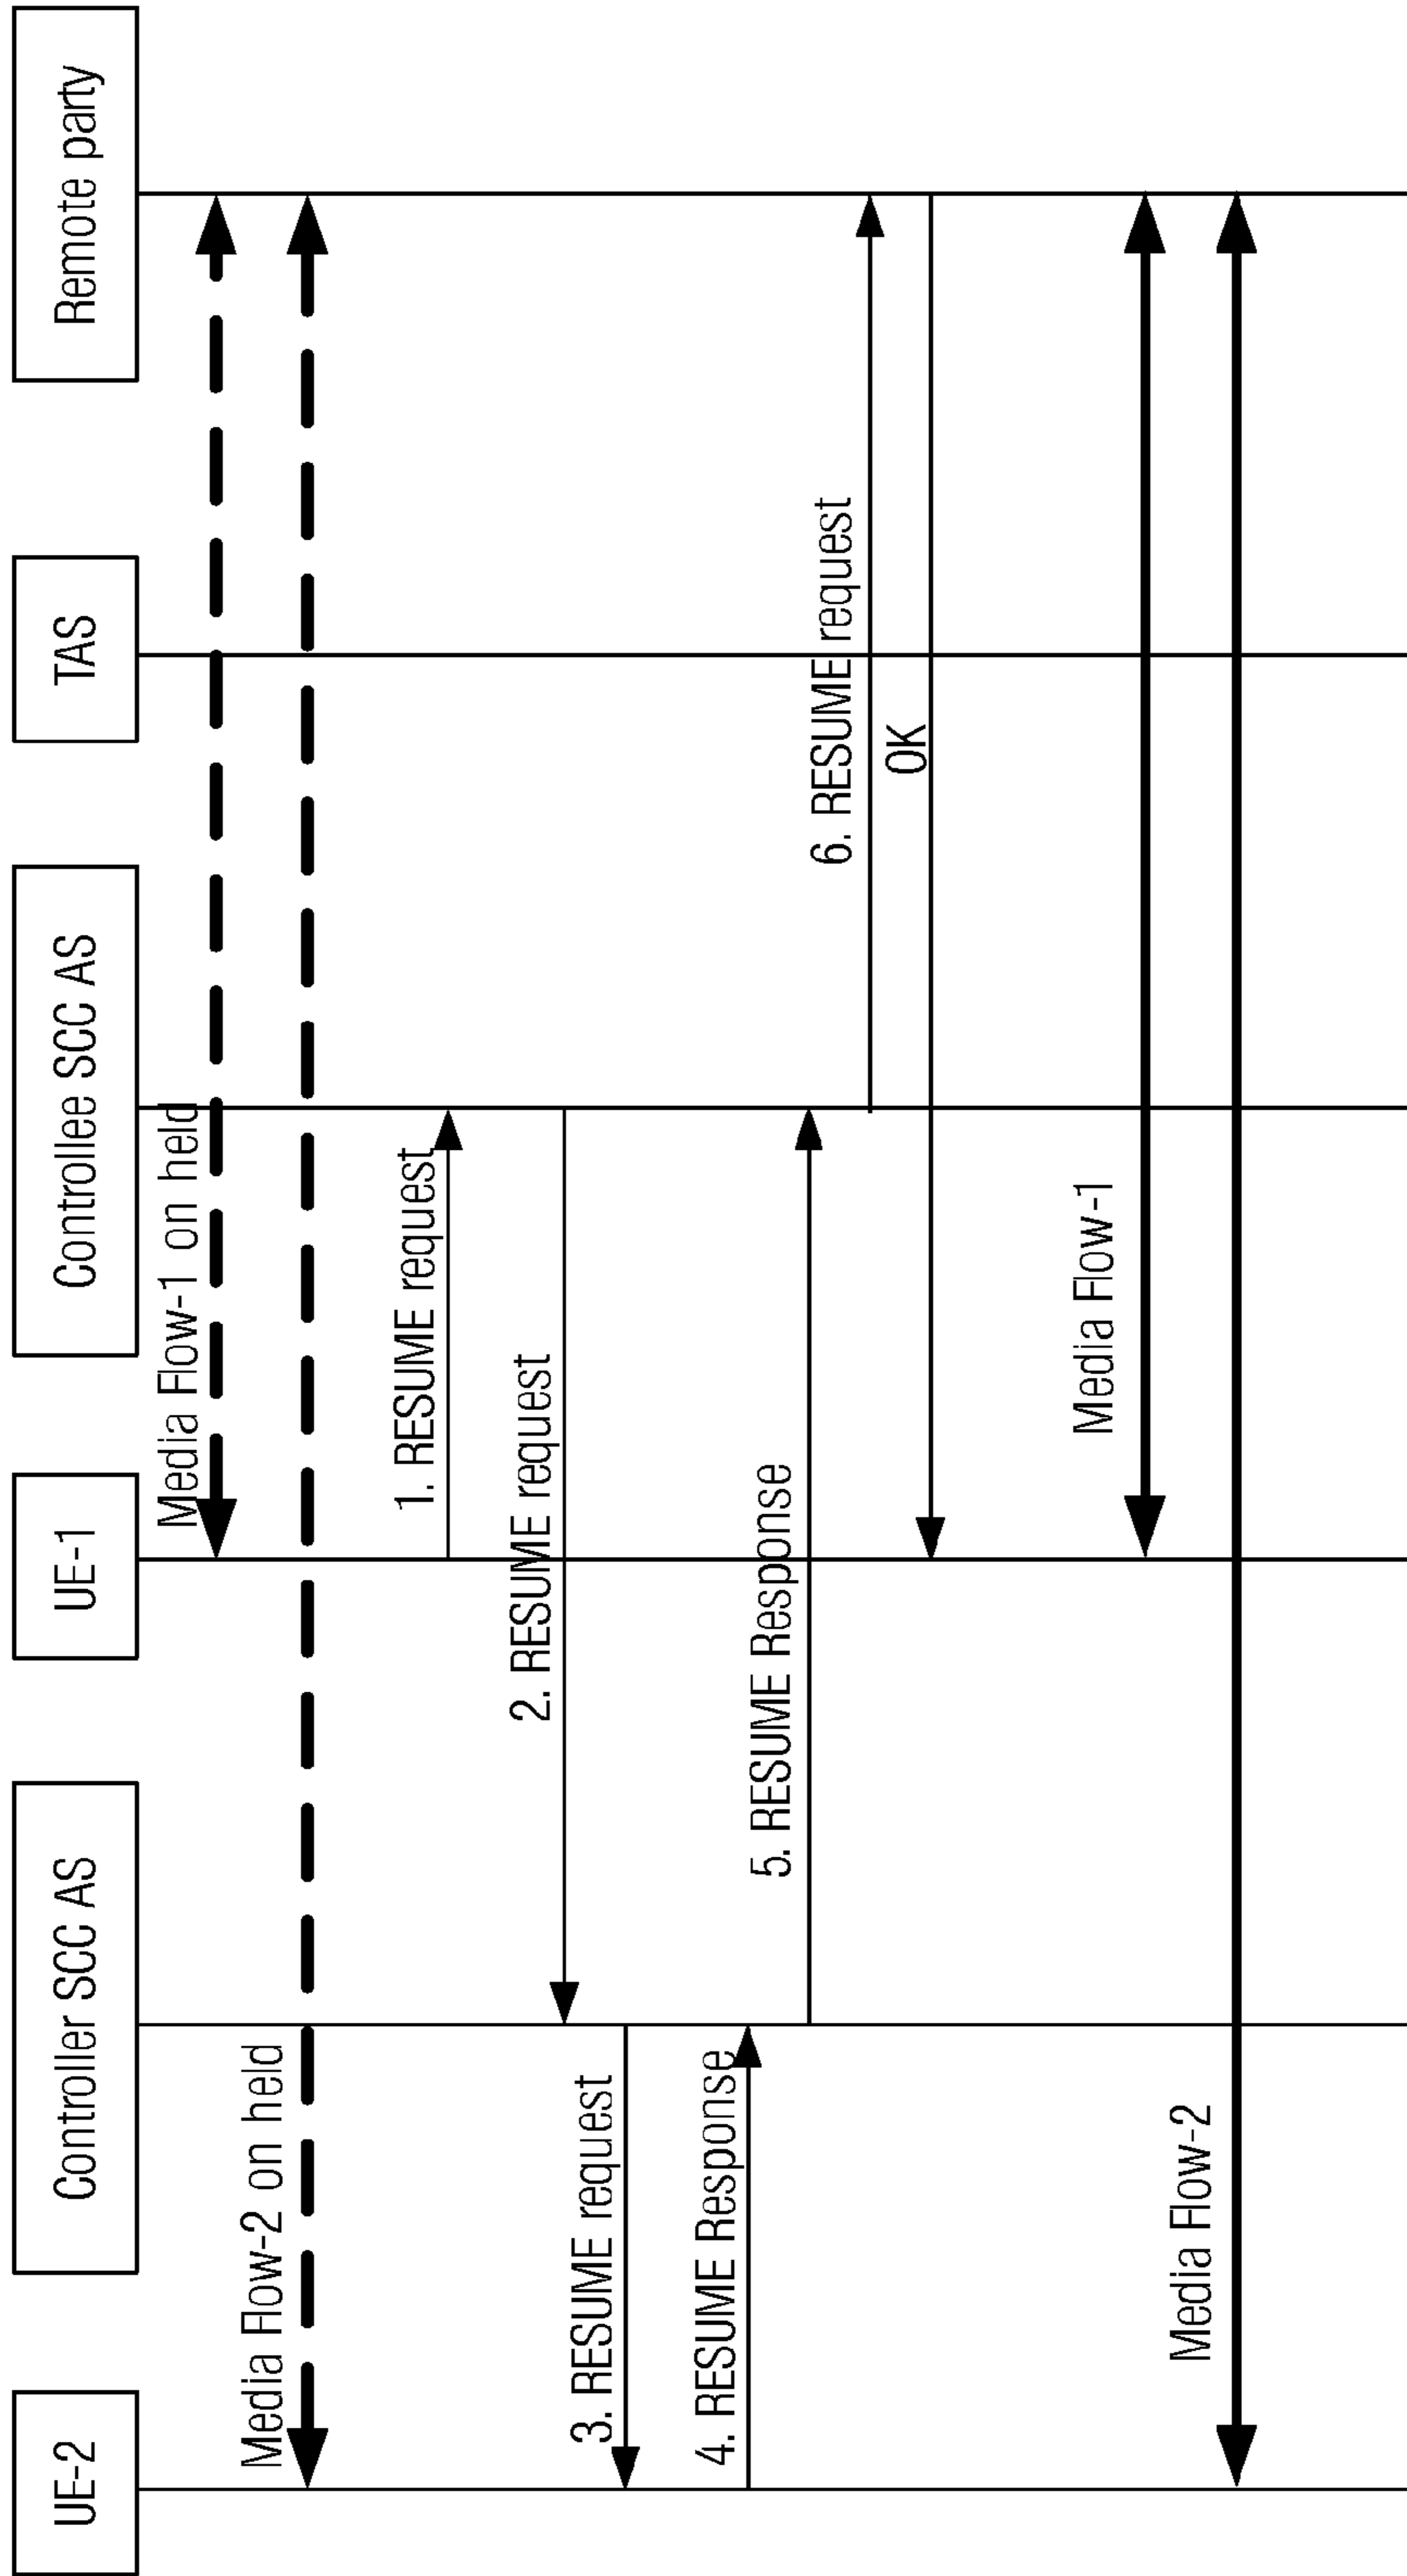 UE-2
Controller SCC AS
UE-1
Controllee SCC AS
TAS
Remote party
Media Flow-1 on held
Media Flow-2 on held
1. RESUME request
2. RESUME request
3. RESUME request
4. RESUME Response
5. RESUME Response
6. RESUME request
OK
Media Flow-1
Media Flow-2